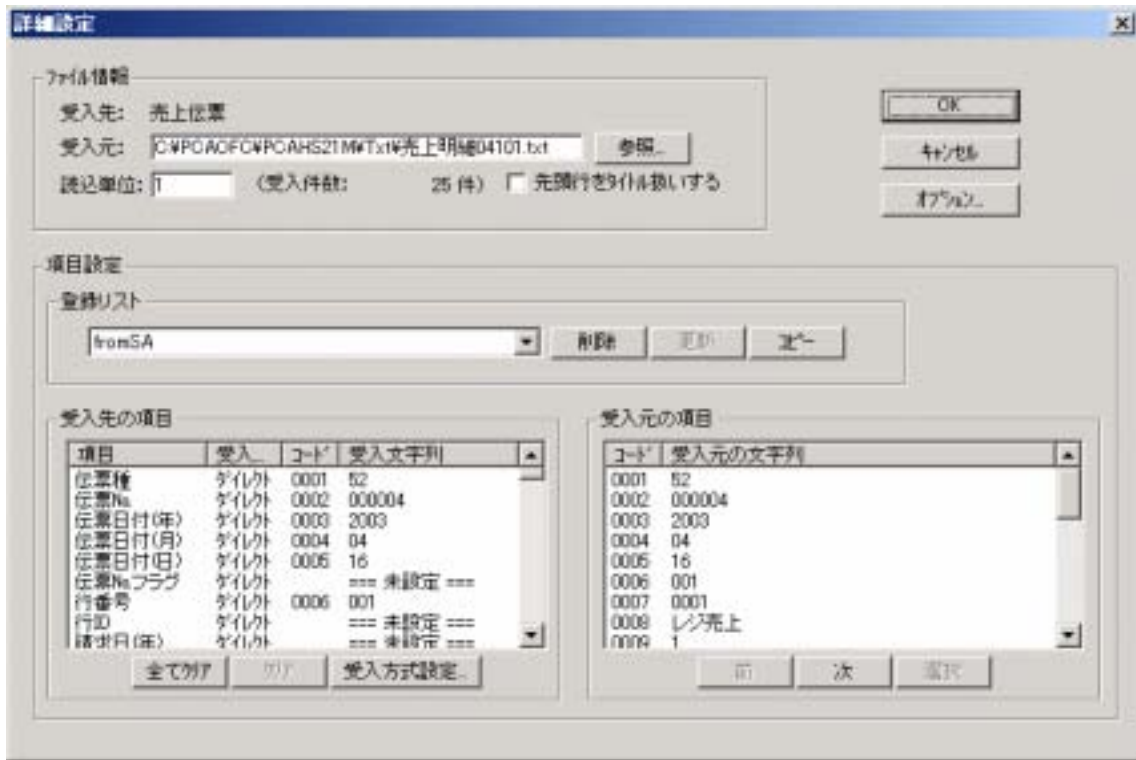 詳細設定
ファイル情報
受入先: 売上伝票
受入元: C:¥PCAOFC¥PCAHS21M¥Txt¥売上明細04101.txt 参照...
読込単位: 1 (受入件数: 25 件) 先頭行をタイトル扱いする
OK
キャンセル
オプション...
項目設定
登録リスト
fromSA 削除 更新 コピー
受入先の項目
項目 受入... コード 受入文字列
伝票種 ダイレクト 0001 52
伝票No. ダイレクト 0002 000004
伝票日付(年) ダイレクト 0003 2003
伝票日付(月) ダイレクト 0004 04
伝票日付(日) ダイレクト 0005 16
伝票No.フラグ ダイレクト === 未設定 ===
行番号 ダイレクト 0006 001
行ID ダイレクト === 未設定 ===
請求日(年) ダイレクト === 未設定 ===
全てクリア クリア 受入方式設定...
受入元の項目
コード 受入元の文字列
0001 52
0002 000004
0003 2003
0004 04
0005 16
0006 001
0007 0001
0008 レジ売上
0009 1
前 次 選択